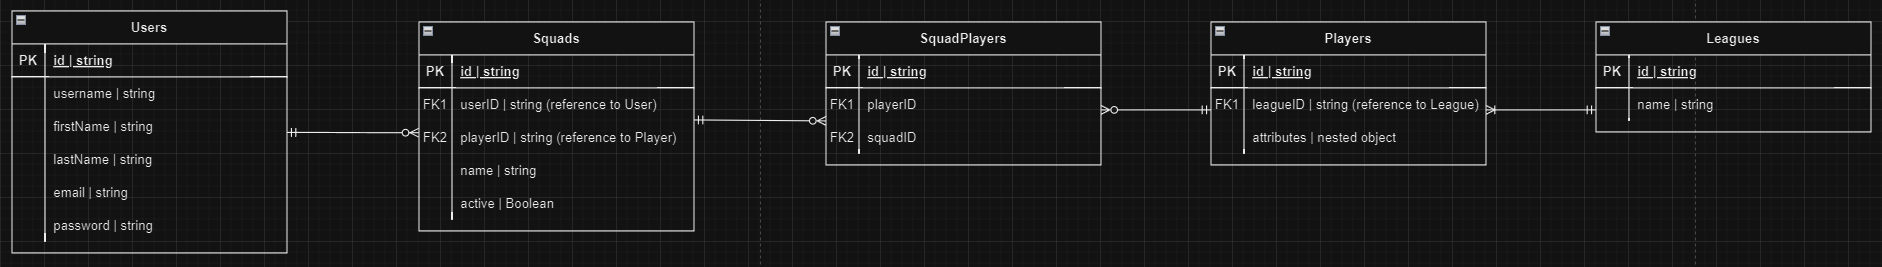 Users
PK id | string
username | string
firstName | string
lastName | string
email | string
password | string
Squads
PK id | string
FK1 userID | string (reference to User)
FK2 playerID | string (reference to Player)
name | string
active | Boolean
SquadPlayers
PK id | string
FK1 playerID
FK2 squadID
Players
PK id | string
FK1 leagueID | string (reference to League)
attributes | nested object
Leagues
PK id | string
name | string